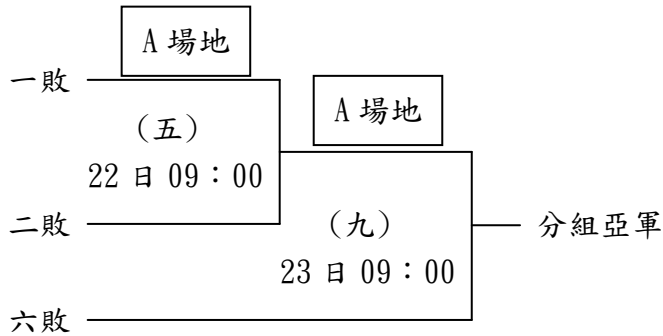 A 場地
一敗
A 場地
（五）
22 日 09：00
二敗
（九）
分組亞軍
23 日 09：00
六敗